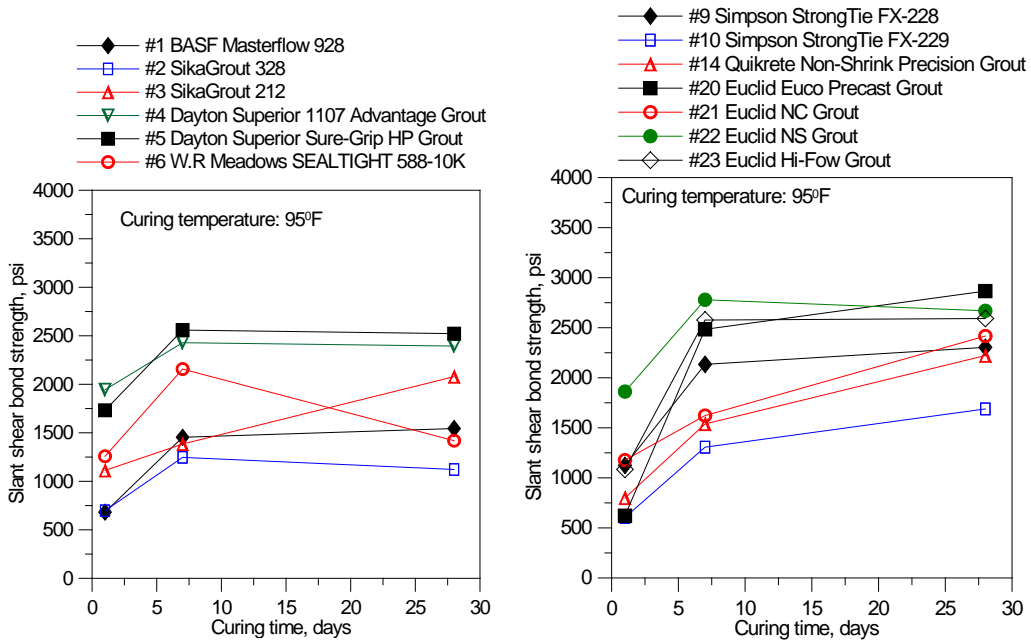 #1 BASF Masterflow 928
#2 SikaGrout 328
#3 SikaGrout 212
#4 Dayton Superior 1107 Advantage Grout
#5 Dayton Superior Sure-Grip HP Grout
#6 W.R Meadows SEALTIGHT 588-10K
4000
3500
3000
2500
2000
1500
1000
500
0
Slant shear bond strength, psi
Curing temperature: 95⁰F
0 5 10 15 20 25 30
Curing time, days
#9 Simpson StrongTie FX-228
#10 Simpson StrongTie FX-229
#14 Quikrete Non-Shrink Precision Grout
#20 Euclid Euco Precast Grout
#21 Euclid NC Grout
#22 Euclid NS Grout
#23 Euclid Hi-Fow Grout
4000
3500
3000
2500
2000
1500
1000
500
0
Slant shear bond strength, psi
Curing temperature: 95⁰F
0 5 10 15 20 25 30
Curing time, days